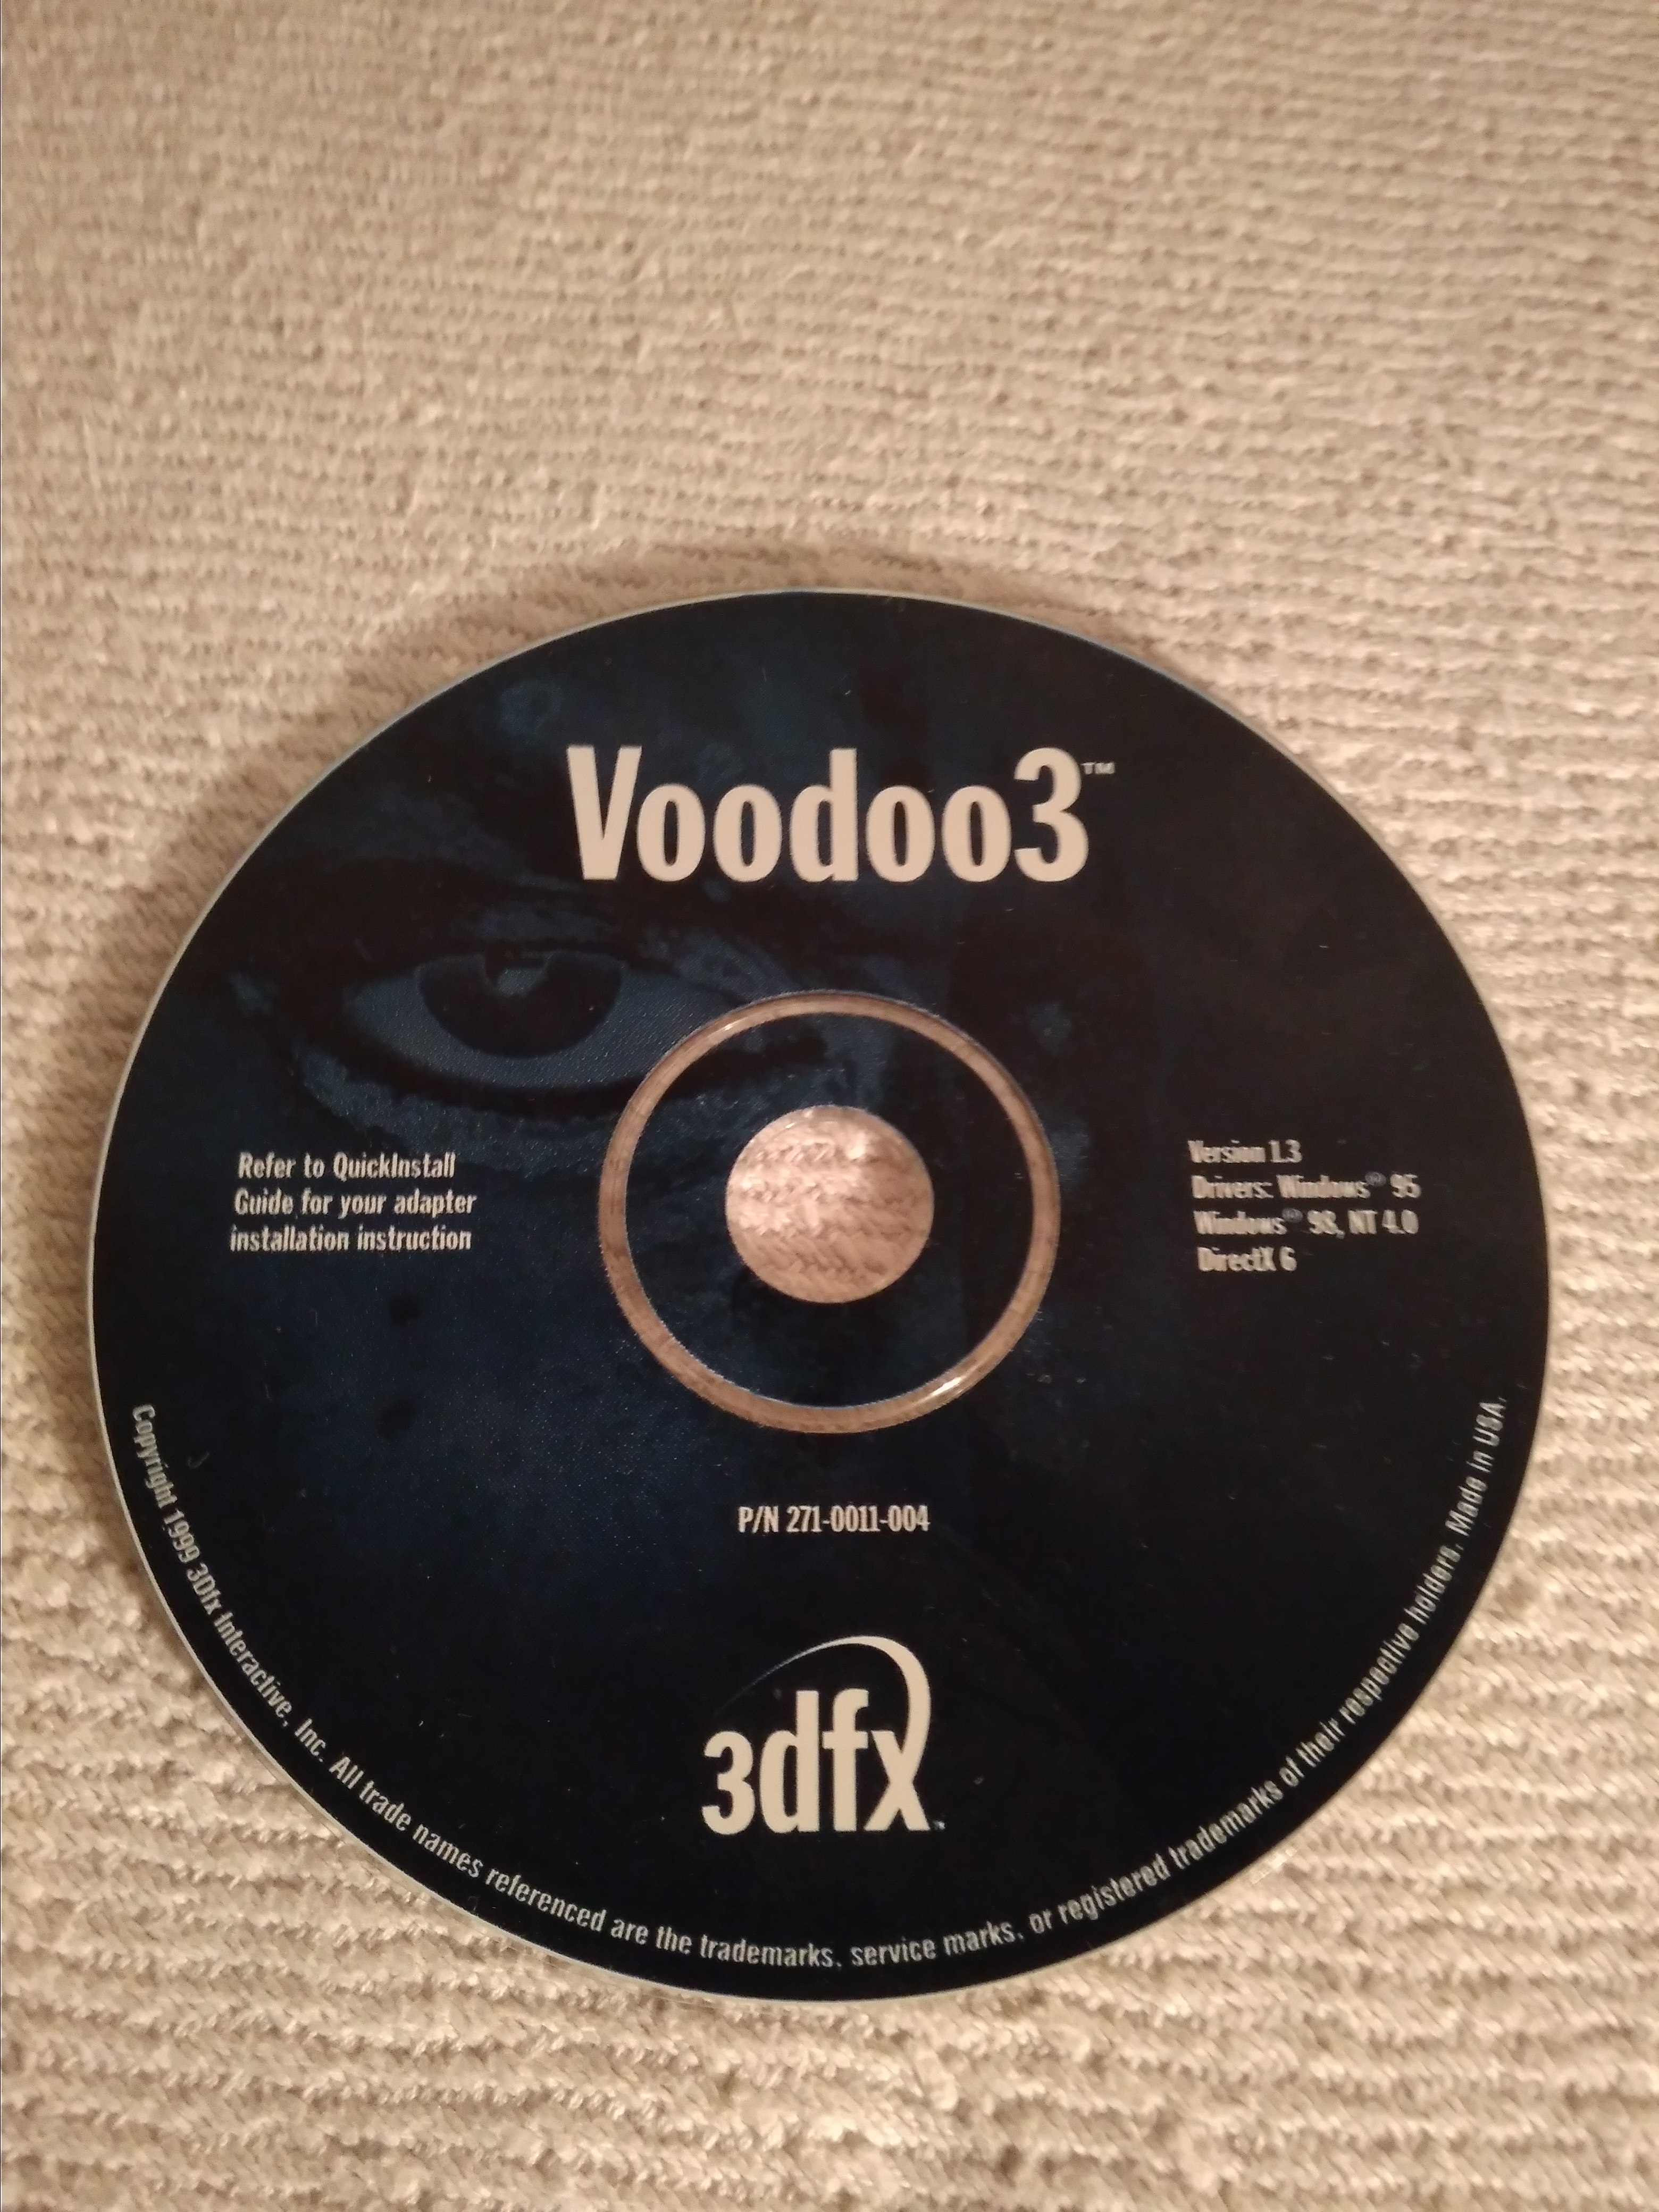 Voodoo3™
Refer to QuickInstall
Guide for your adapter
installation instruction
Version 1.3
Drivers: Windows® 95
Windows® 98, NT 4.0
DirectX 6
P/N 271-0011-004
3dfx
Copyright 1999 3Dfx Interactive, Inc. All trade names referenced are the trademarks, service marks, or registered trademarks of their respective holders. Made in USA.